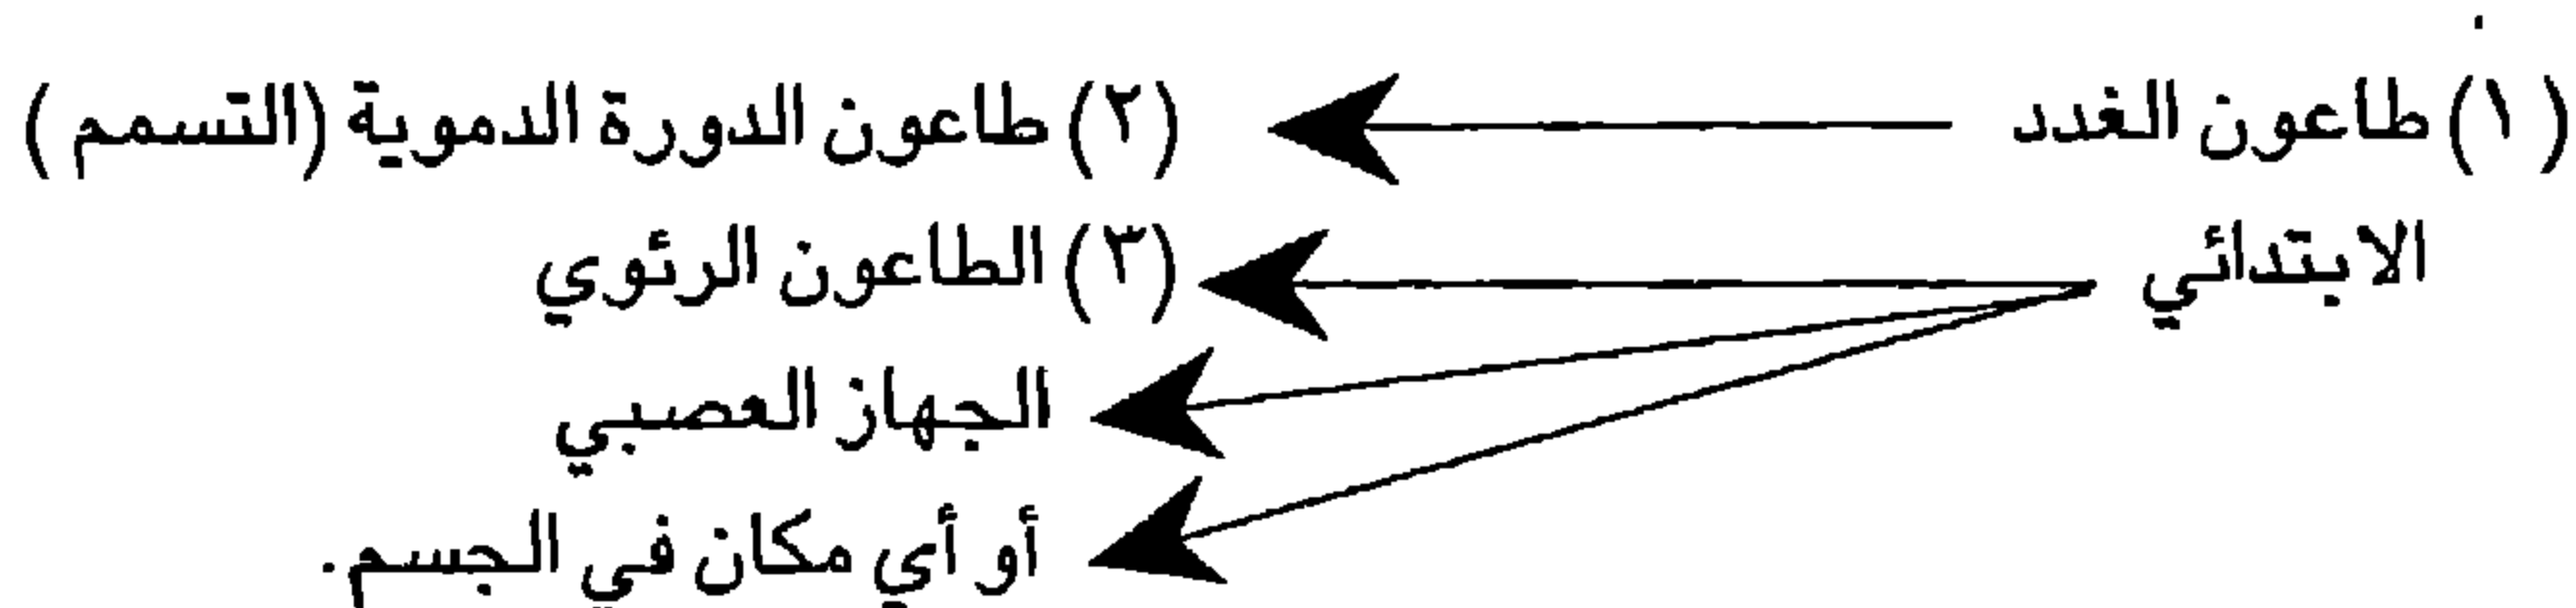 (١) طاعون الغدد (٢) طاعون الدورة الدموية (التسمم)
الابتدائي (٣) الطاعون الرئوي
الجهاز العصبي
أو أي مكان في الجسم.